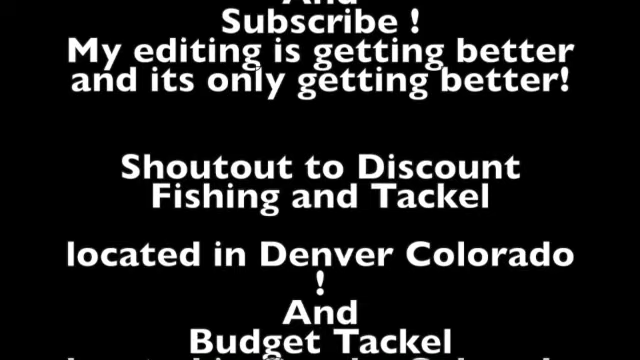 And
Subscribe !
My editing is getting better
and its only getting better!
Shoutout to Discount
Fishing and Tackel
located in Denver Colorado
!
And
Budget Tackel